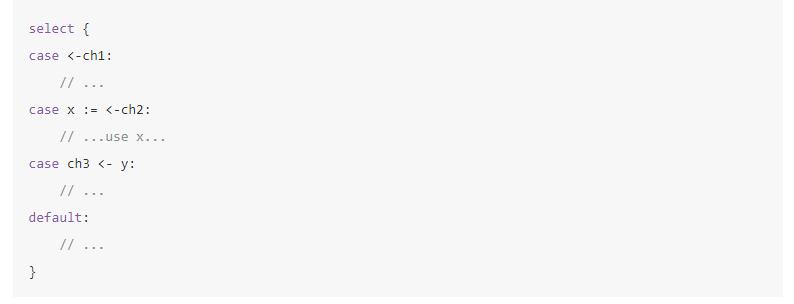 select {
case <-ch1:
    // ...
case x := <-ch2:
    // ...use x...
case ch3 <- y:
    // ...
default:
    // ...
}